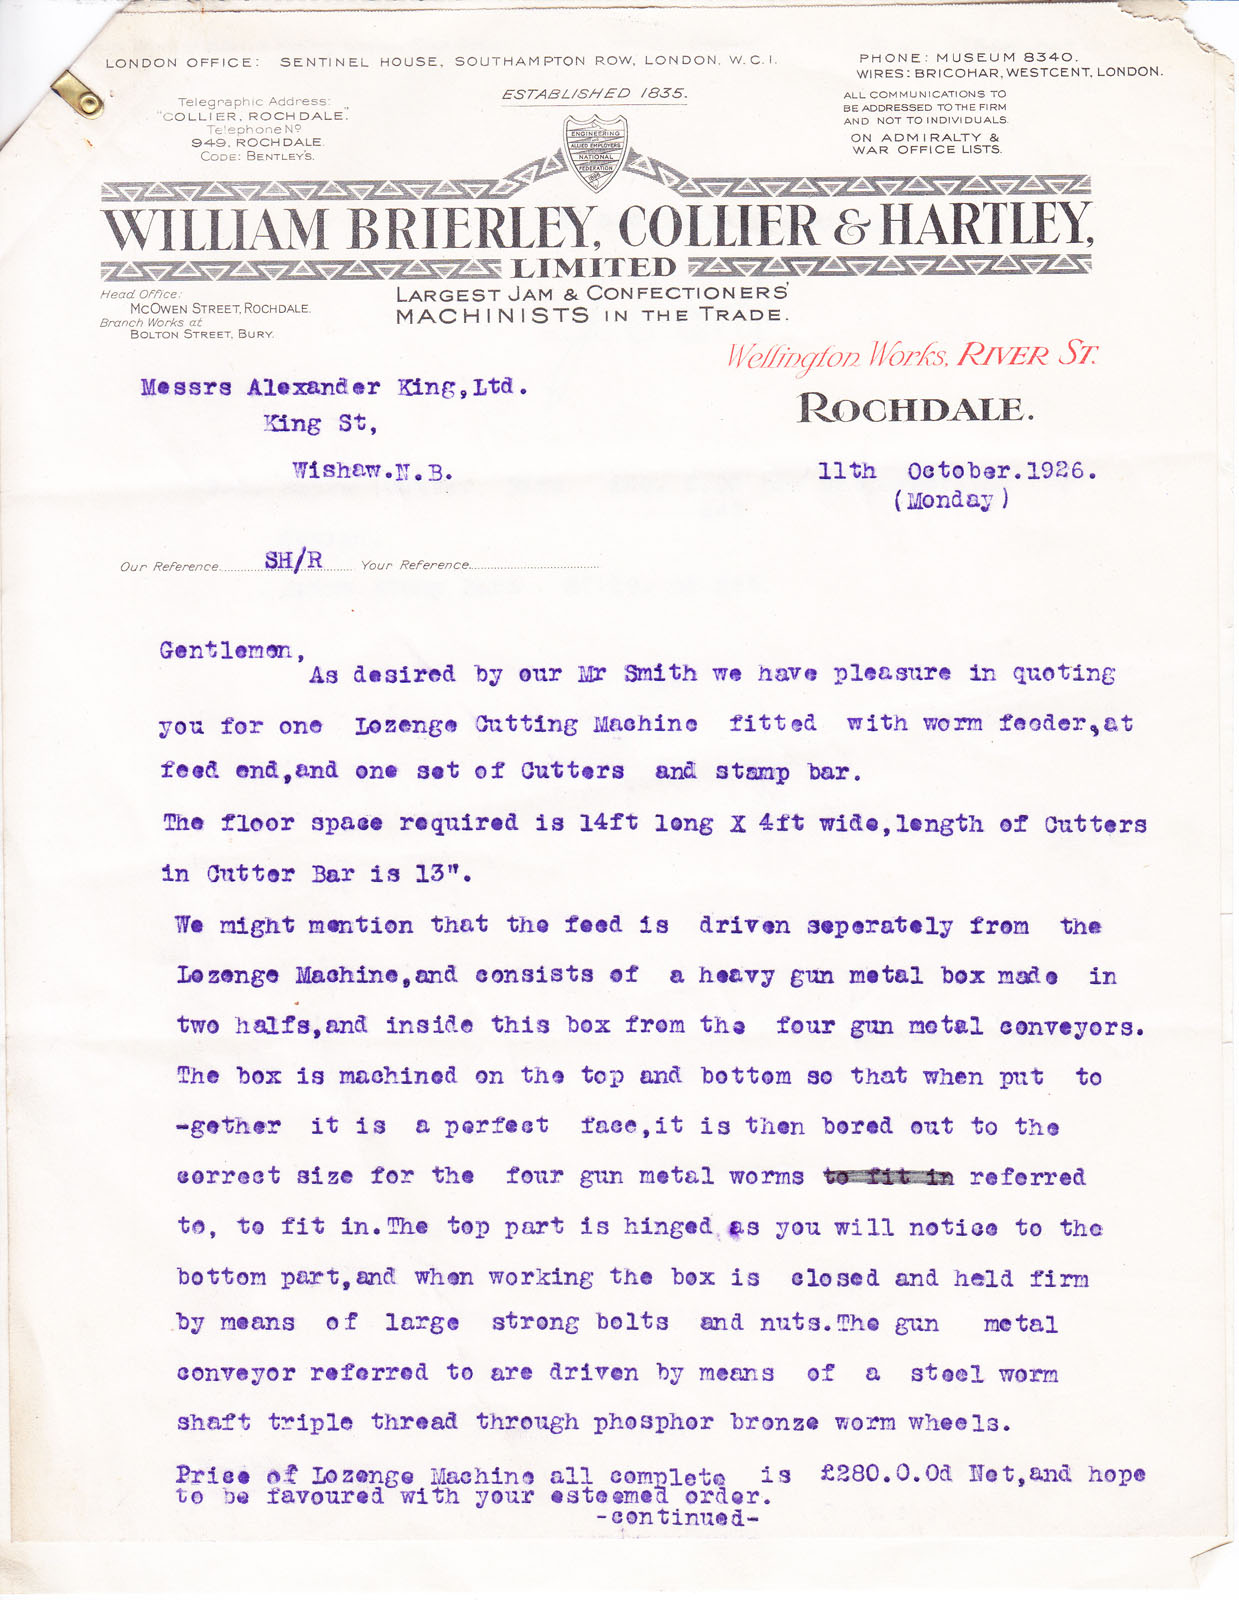 LONDON OFFICE: SENTINEL HOUSE, SOUTHAMPTON ROW, LONDON, W.C.1.
PHONE: MUSEUM 8340.
WIRES: BRICOHAR, WESTCENT, LONDON.
Telegraphic Address:
"COLLIER, ROCHDALE."
Telephone No
949, ROCHDALE.
CODE: BENTLEY'S.
ESTABLISHED 1835.
ALL COMMUNICATIONS TO
BE ADDRESSED TO THE FIRM
AND NOT TO INDIVIDUALS
ON ADMIRALTY &
WAR OFFICE LISTS.
ENGINEERING
AND
ALLIED EMPLOYERS
NATIONAL
FEDERATION
WILLIAM BRIERLEY, COLLIER & HARTLEY,
LIMITED
Head Office:
MCOWEN STREET, ROCHDALE.
Branch Works at
BOLTON STREET, BURY.
LARGEST JAM & CONFECTIONERS'
MACHINISTS IN THE TRADE.
Wellington Works, RIVER ST.
ROCHDALE.
Messrs Alexander King,Ltd.
King St,
Wishaw.N.B.
11th October.1926.
(Monday)
Our Reference SH/R Your Reference
Gentlemen,
As desired by our Mr Smith we have pleasure in quoting
you for one Lozenge Cutting Machine fitted with worm feeder,at
feed end,and one set of Cutters and stamp bar.
The floor space required is 14ft long X 4ft wide,length of Cutters
in Cutter Bar is 13".
We might mention that the feed is driven seperately from the
Lozenge Machine,and consists of a heavy gun metal box made in
two halfs,and inside this box from the four gun metal conveyors.
The box is machined on the top and bottom so that when put to
-gether it is a perfect face,it is then bored out to the
correct size for the four gun metal worms to fit in referred
to, to fit in.The top part is hinged as you will notice to the
bottom part,and when working the box is closed and held firm
by means of large strong bolts and nuts.The gun metal
conveyor referred to are driven by means of a steel worm
shaft triple thread through phosphor bronze worm wheels.
Price of Lozenge Machine all complete is £280.0.0d Net,and hope
to be favoured with your esteemed order.
-continued-